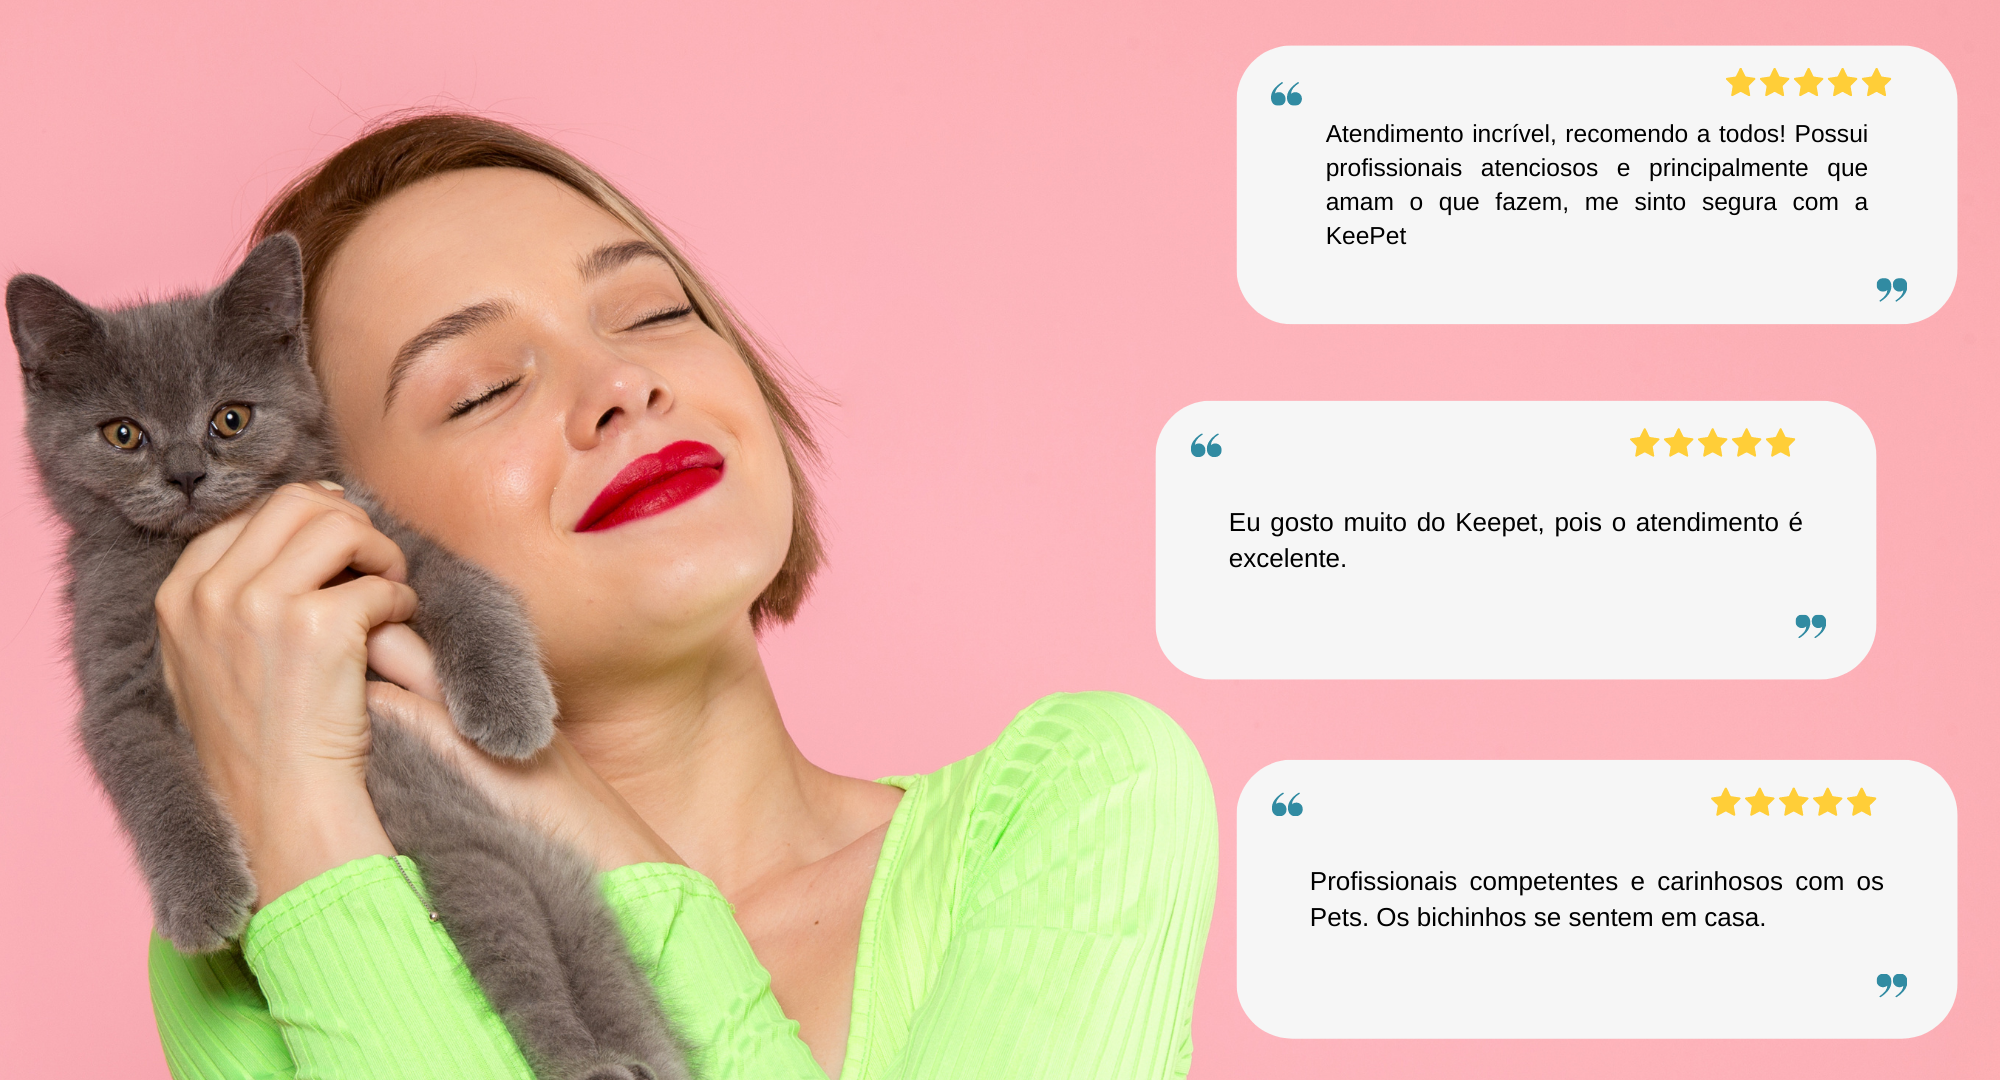 Atendimento incrível, recomendo a todos! Possui
profissionais atenciosos e principalmente que
amam o que fazem, me sinto segura com a
KeePet
Eu gosto muito do Keepet, pois o atendimento é
excelente.
Profissionais competentes e carinhosos com os
Pets. Os bichinhos se sentem em casa.